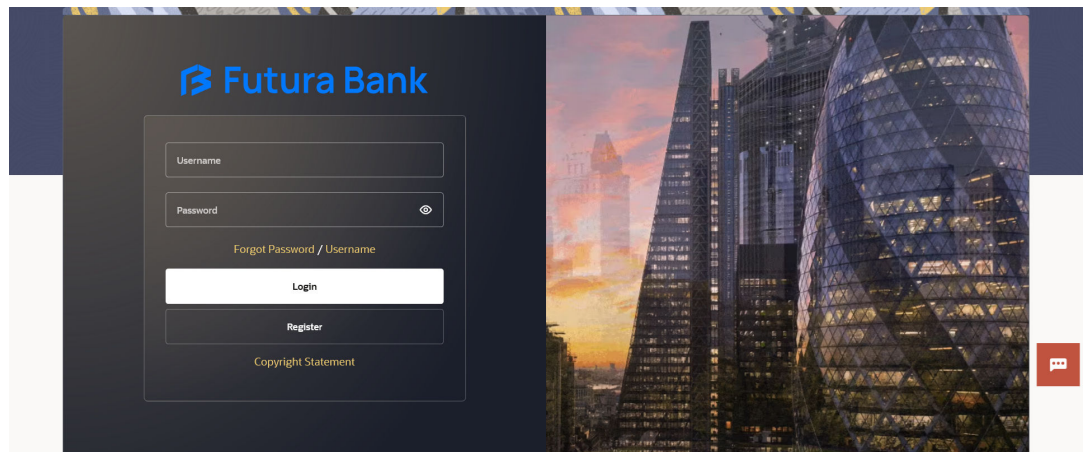 Futura Bank
Username
Password
Forgot Password / Username
Login
Register
Copyright Statement